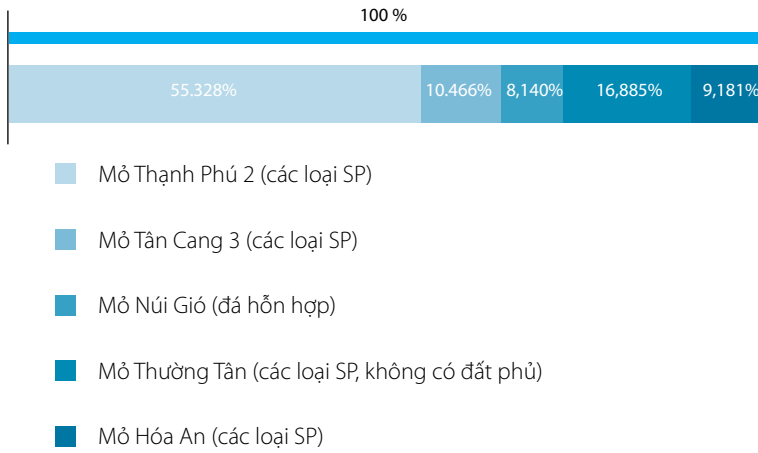 100 %
55.328% 10.466% 8,140% 16,885% 9,181%
Mỏ Thạnh Phú 2 (các loại SP)
Mỏ Tân Cang 3 (các loại SP)
Mỏ Núi Gió (đá hỗn hợp)
Mỏ Thường Tân (các loại SP, không có đất phủ)
Mỏ Hóa An (các loại SP)